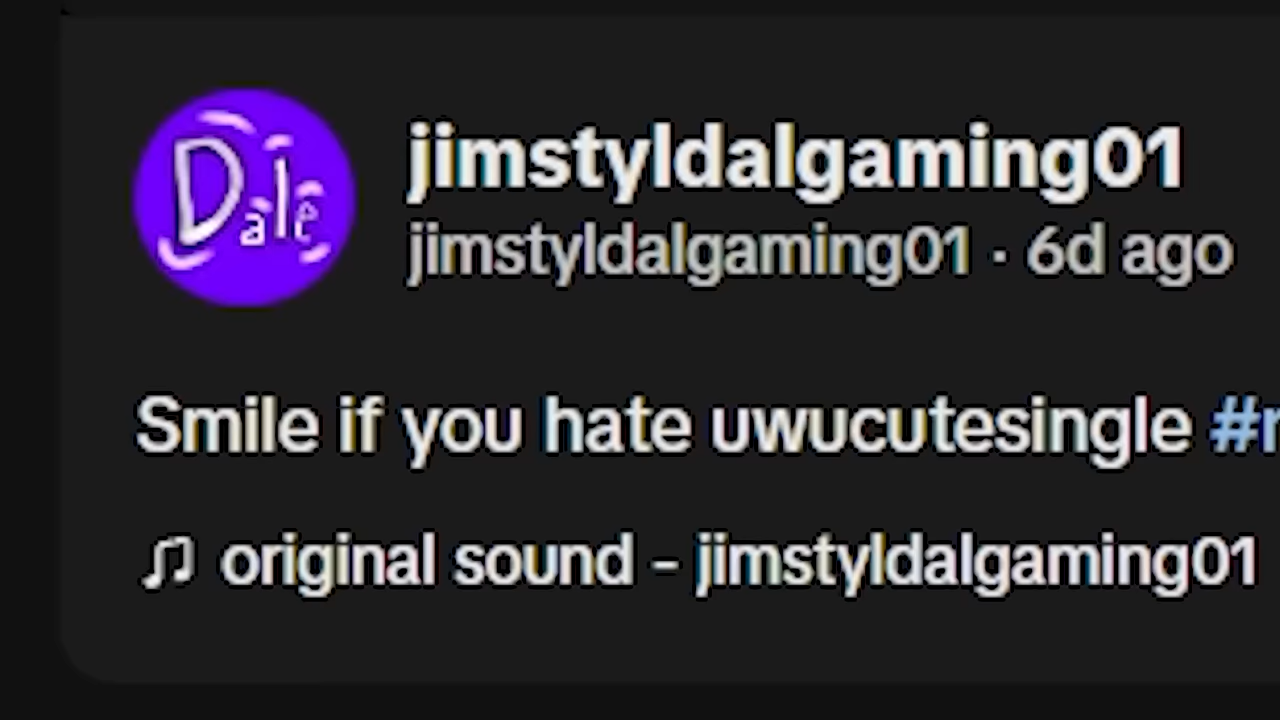 Dale
jimstyldalgaming01
jimstyldalgaming01 · 6d ago
Smile if you hate uwucutesingle
original sound - jimstyldalgaming01